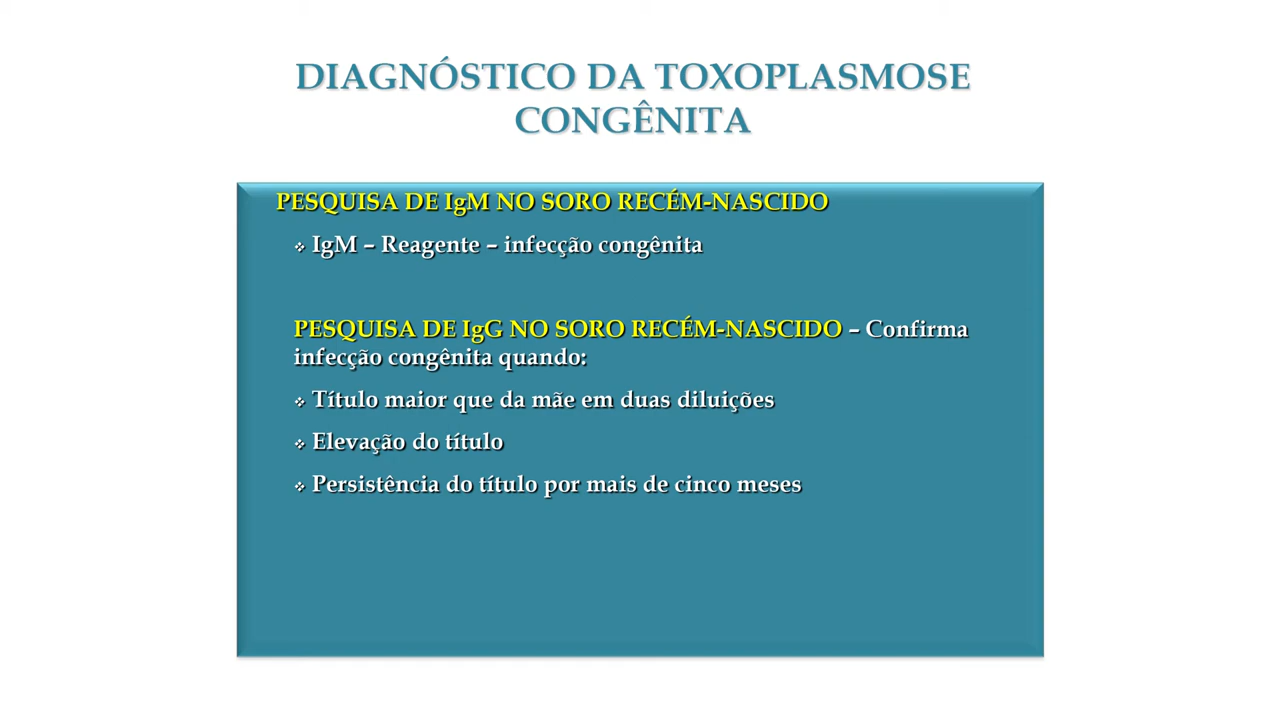 DIAGNÓSTICO DA TOXOPLASMOSE
CONGÊNITA
PESQUISA DE IgM NO SORO RECÉM-NASCIDO
❖ IgM – Reagente – infecção congênita
PESQUISA DE IgG NO SORO RECÉM-NASCIDO – Confirma
infecção congênita quando:
❖ Título maior que da mãe em duas diluições
❖ Elevação do título
❖ Persistência do título por mais de cinco meses